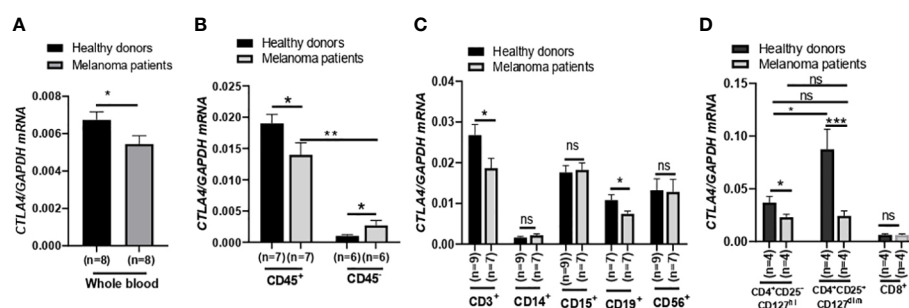 A
Healthy donors
Melanoma patients
CTLA4/GAPDH mRNA
0.008
0.006
0.004
0.002
0.000
*
(n=8) (n=8)
Whole blood
B
Healthy donors
Melanoma patients
CTLA4/GAPDH mRNA
0.025
0.020
0.015
0.010
0.005
0.000
*
**
*
(n=7) (n=7) (n=6) (n=6)
CD45⁺ CD45⁻
C
Healthy donors
Melanoma patients
CTLA4/GAPDH mRNA
0.04
0.03
0.02
0.01
0.00
*
ns
ns
*
ns
(n=9) (n=7) (n=9) (n=7) (n=9)) (n=7) (n=9) (n=7) (n=6) (n=7)
CD3⁺ CD14⁺ CD15⁺ CD19⁺ CD56⁺
D
Healthy donors
Melanoma patients
CTLA4/GAPDH mRNA
0.15
0.10
0.05
0.00
ns
ns
*
***
*
ns
(n=4) (n=4) (n=4) (n=4) (n=4) (n=4)
CD4⁺CD25⁻ CD4⁺CD25⁺ CD8⁺
CD127ʰⁱ CD127ᵈⁱᵐ